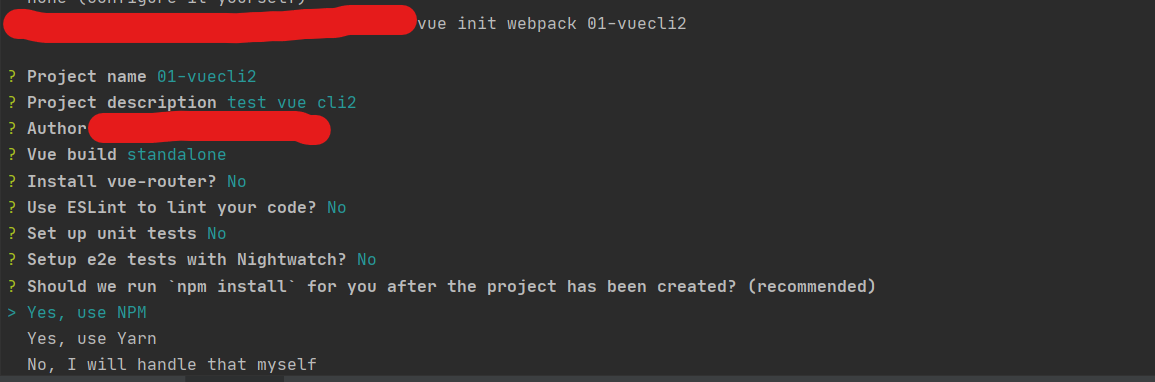 none (configure it yourself)
vue init webpack 01-vuecli2
? Project name 01-vuecli2
? Project description test vue cli2
? Author
? Vue build standalone
? Install vue-router? No
? Use ESLint to lint your code? No
? Set up unit tests No
? Setup e2e tests with Nightwatch? No
? Should we run `npm install` for you after the project has been created? (recommended)
> Yes, use NPM
Yes, use Yarn
No, I will handle that myself